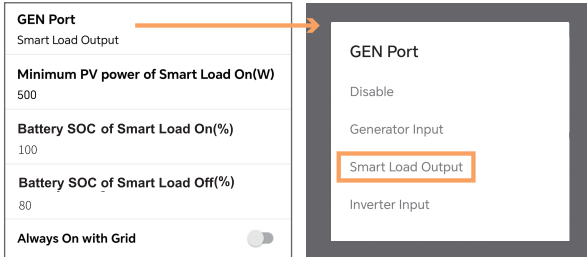 GEN Port
Smart Load Output
Minimum PV power of Smart Load On(W)
500
Battery SOC of Smart Load On(%)
100
Battery SOC of Smart Load Off(%)
80
Always On with Grid
GEN Port
Disable
Generator Input
Smart Load Output
Inverter Input